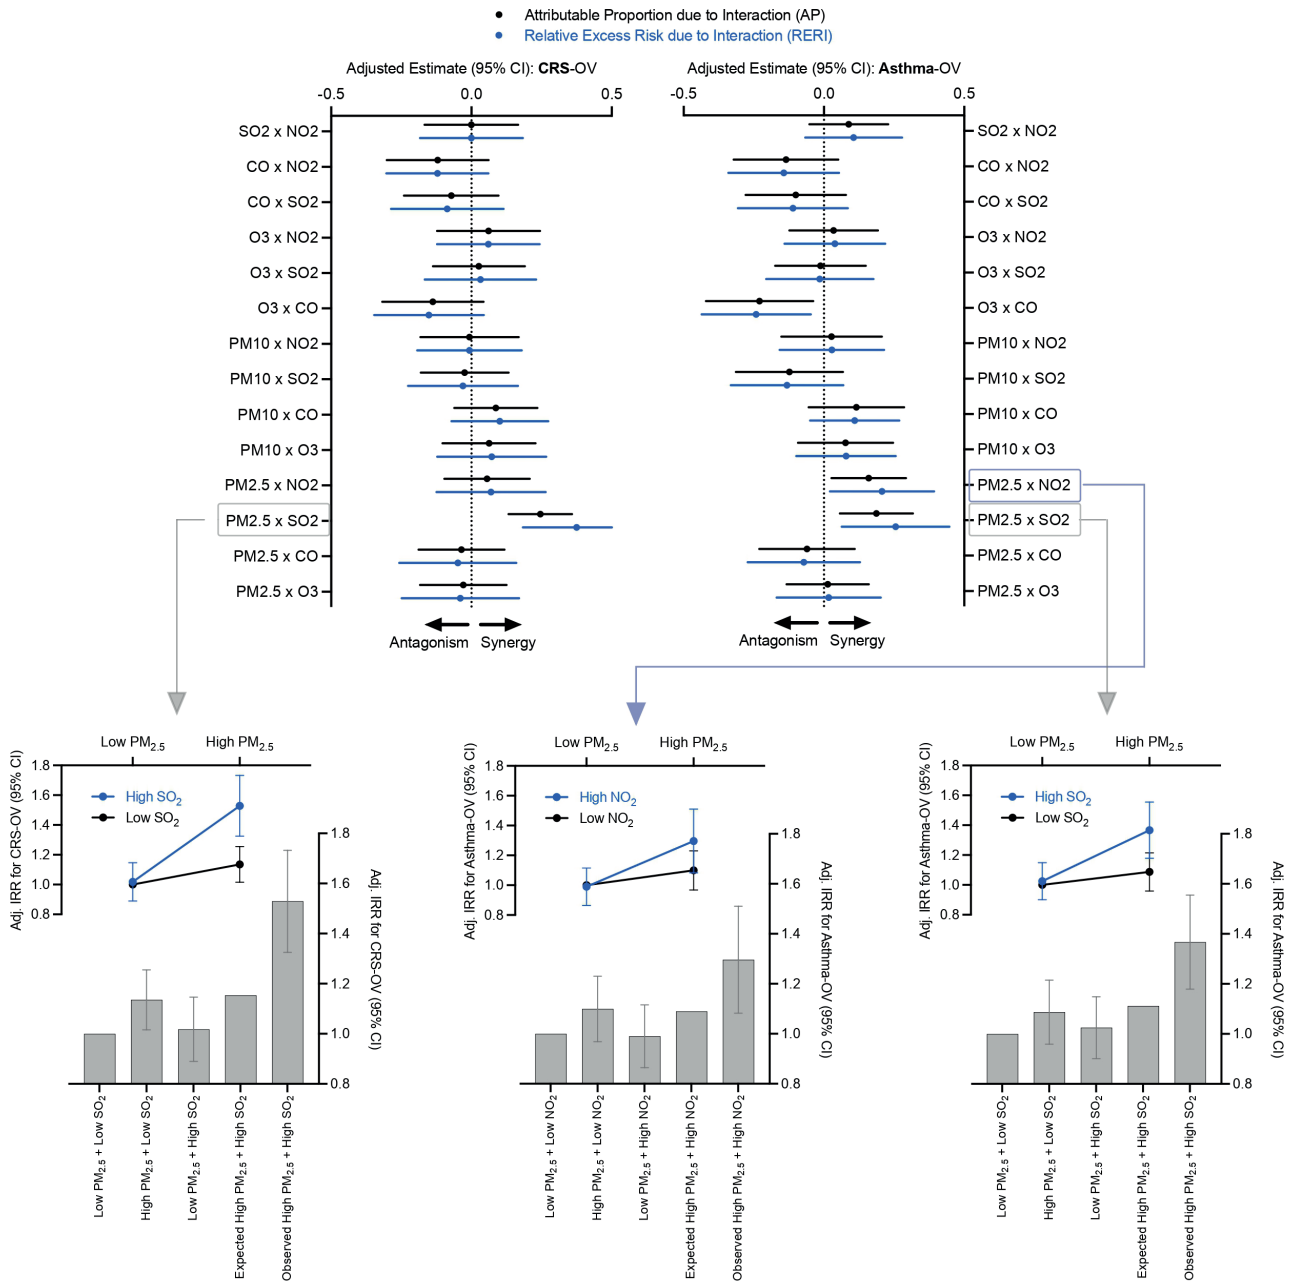 Attributable Proportion due to Interaction (AP)
Relative Excess Risk due to Interaction (RERI)
Adjusted Estimate (95% CI): CRS-OV
-0.5 0.0 0.5
SO2 x NO2
CO x NO2
CO x SO2
O3 x NO2
O3 x SO2
O3 x CO
PM10 x NO2
PM10 x SO2
PM10 x CO
PM10 x O3
PM2.5 x NO2
PM2.5 x SO2
PM2.5 x CO
PM2.5 x O3
Antagonism Synergy
Adjusted Estimate (95% CI): Asthma-OV
-0.5 0.0 0.5
SO2 x NO2
CO x NO2
CO x SO2
O3 x NO2
O3 x SO2
O3 x CO
PM10 x NO2
PM10 x SO2
PM10 x CO
PM10 x O3
PM2.5 x NO2
PM2.5 x SO2
PM2.5 x CO
PM2.5 x O3
Antagonism Synergy
Low PM2.5 High PM2.5
Adj. IRR for CRS-OV (95% CI)
1.8
1.6
1.4
1.2
1.0
0.8
High SO2
Low SO2
1.8
1.6
1.4
1.2
1.0
0.8
Adj. IRR for CRS-OV (95% CI)
Low PM2.5 + Low SO2
High PM2.5 + Low SO2
Low PM2.5 + High SO2
Expected High PM2.5 + High SO2
Observed High PM2.5 + High SO2
Low PM2.5 High PM2.5
Adj. IRR for Asthma-OV (95% CI)
1.8
1.6
1.4
1.2
1.0
0.8
High NO2
Low NO2
1.8
1.6
1.4
1.2
1.0
0.8
Adj. IRR for Asthma-OV (95% CI)
Low PM2.5 + Low NO2
High PM2.5 + Low NO2
Low PM2.5 + High NO2
Expected High PM2.5 + High NO2
Observed High PM2.5 + High NO2
Low PM2.5 High PM2.5
Adj. IRR for Asthma-OV (95% CI)
1.8
1.6
1.4
1.2
1.0
0.8
High SO2
Low SO2
1.8
1.6
1.4
1.2
1.0
0.8
Adj. IRR for Asthma-OV (95% CI)
Low PM2.5 + Low SO2
High PM2.5 + Low SO2
Low PM2.5 + High SO2
Expected High PM2.5 + High SO2
Observed High PM2.5 + High SO2